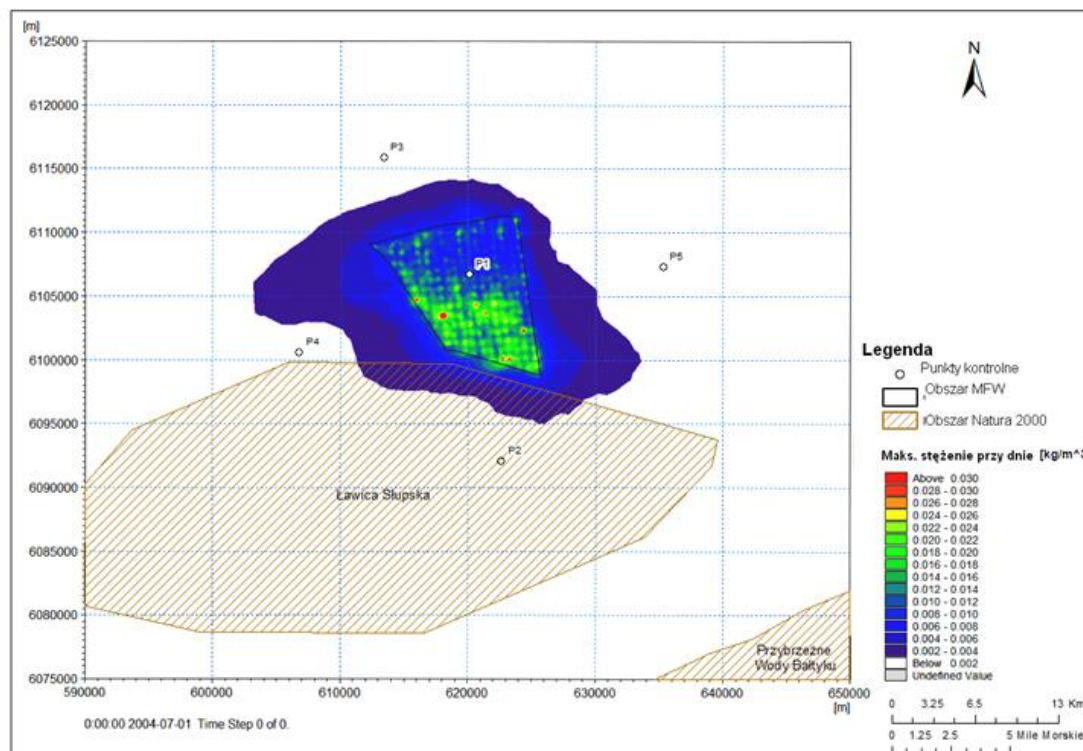 [m]
6125000
6120000
6115000
6110000
6105000
6100000
6095000
6090000
6085000
6080000
6075000
590000
600000
610000
620000
630000
640000
650000
[m]
P3
P1
P5
P4
P2
Ławica Słupska
Przybrzeżne
Wody Bałtyku
0:00:00 2004-07-01 Time Step 0 of 0.
N
Legenda
Punkty kontrolne
Obszar MFW
Obszar Natura 2000
Maks. stężenie przy dnie [kg/m^3
Above 0.030
0.028 - 0.030
0.026 - 0.028
0.024 - 0.026
0.022 - 0.024
0.020 - 0.022
0.018 - 0.020
0.016 - 0.018
0.014 - 0.016
0.012 - 0.014
0.010 - 0.012
0.008 - 0.010
0.006 - 0.008
0.004 - 0.006
0.002 - 0.004
Below 0.002
Undefined Value
0 3.25 6.5 13 Km
0 1.25 2.5 5 Mile Morskie